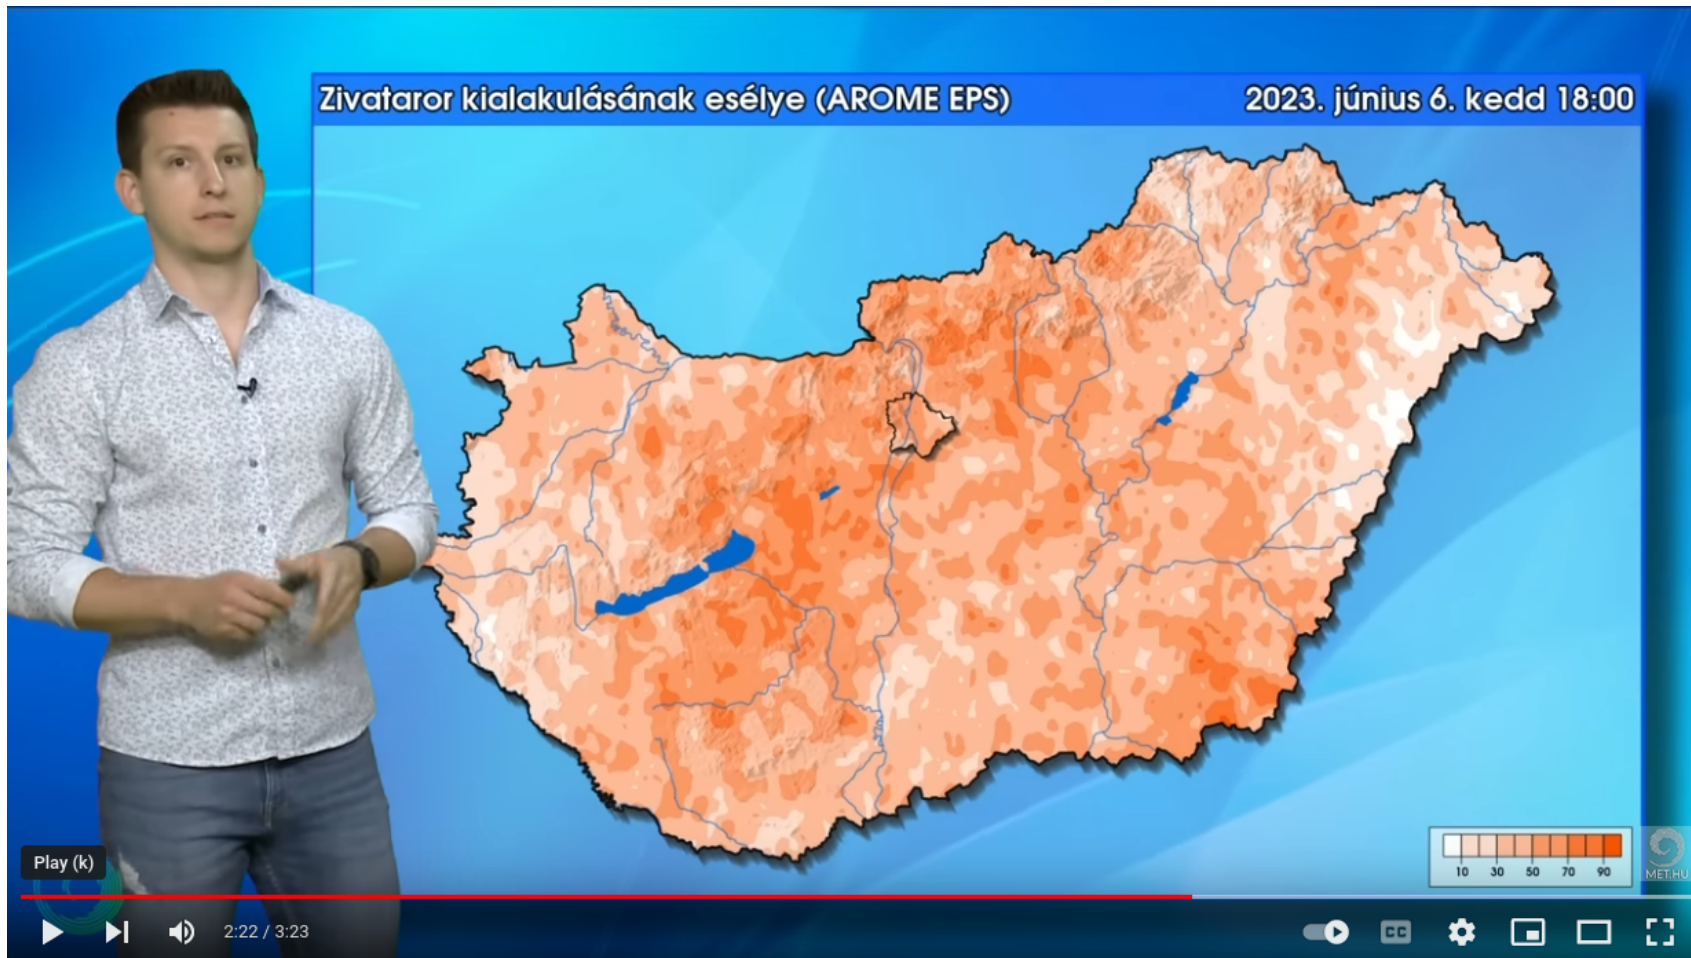 Zivataror kialakulásának esélye (AROME EPS)
2023. június 6. kedd 18:00
10 30 50 70 90
MET.HU
Play (k)
2:22 / 3:23
CC